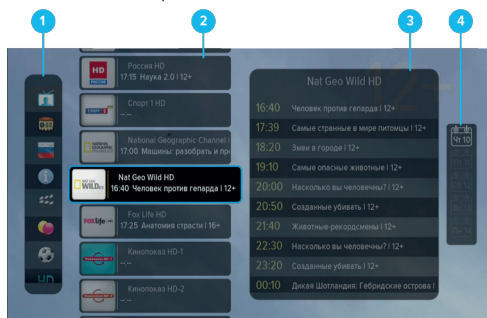 1
2
3
4
HD
Россия HD
17:15 Наука 2.0 | 12+
Спорт 1 HD
--:--
National Geographic Channel
17:00 Машины: разобрать и пр
Nat Geo Wild HD
16:40 Человек против гепарда | 12+
FOXlife HD
Fox Life HD
17:25 Анатомия страсти | 16+
Кинопоказ HD-1
--:--
Кинопоказ HD-2
--:--
HD
Nat Geo Wild HD
16:40 Человек против гепарда | 12+
17:39 Самые странные в мире питомцы | 12+
18:20 Змеи в городе | 12+
19:10 Самые опасные животные | 12+
20:00 Насколько вы человечны? | 12+
20:50 Созданные убивать | 12+
21:40 Животные-рекордсмены | 12+
22:30 Насколько вы человечны? | 12+
23:20 Созданные убивать | 12+
00:10 Дикая Шотландия: Гебридские острова |
Чт 10